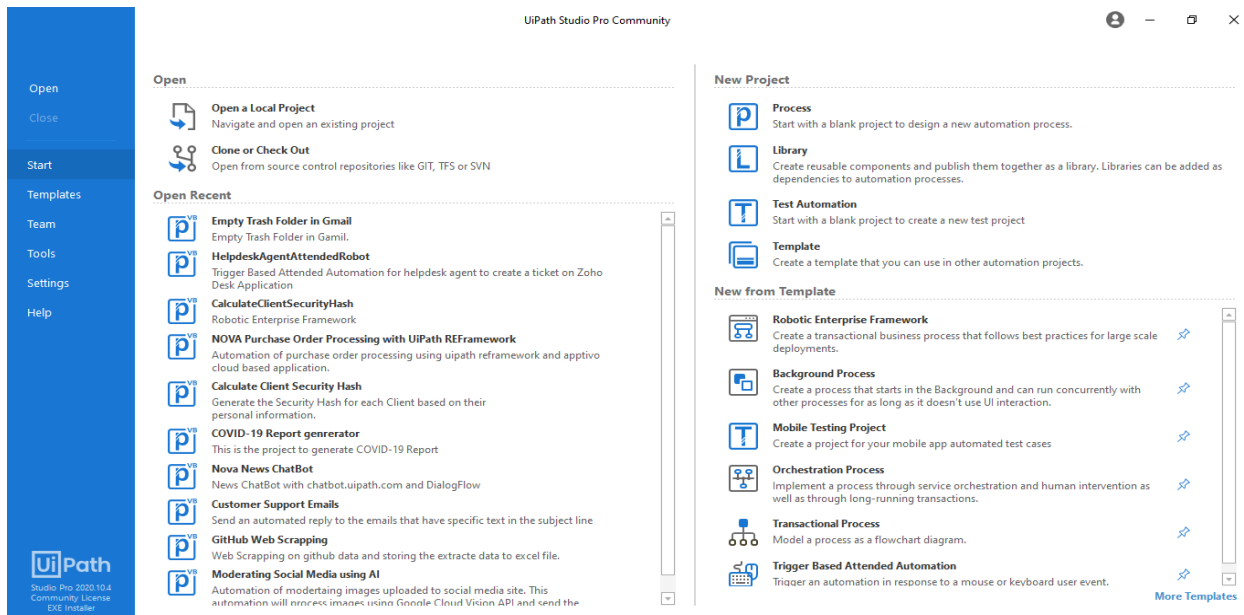 UiPath Studio Pro Community
Open
Close
Start
Templates
Team
Tools
Settings
Help
UiPath
Studio Pro 2020.10.4
Community License
EXE Installer
Open
Open a Local Project
Navigate and open an existing project
Clone or Check Out
Open from source control repositories like GIT, TFS or SVN
Open Recent
Empty Trash Folder in Gmail
Empty Trash Folder in Gamil.
HelpdeskAgentAttendedRobot
Trigger Based Attended Automation for helpdesk agent to create a ticket on Zoho
Desk Application
CalculateClientSecurityHash
Robotic Enterprise Framework
NOVA Purchase Order Processing with UiPath REFramework
Automation of purchase order processing using uipath reframework and apptivo
cloud based application.
Calculate Client Security Hash
Generate the Security Hash for each Client based on their
personal information.
COVID-19 Report genrerator
This is the project to generate COVID-19 Report
Nova News ChatBot
News ChatBot with chatbot.uipath.com and DialogFlow
Customer Support Emails
Send an automated reply to the emails that have specific text in the subject line
GitHub Web Scrapping
Web Scrapping on github data and storing the extracte data to excel file.
Moderating Social Media using AI
Automation of modertaing images uploaded to social media site. This
automation will process images using Google Cloud Vision API and send the
New Project
Process
Start with a blank project to design a new automation process.
Library
Create reusable components and publish them together as a library. Libraries can be added as
dependencies to automation processes.
Test Automation
Start with a blank project to create a new test project
Template
Create a template that you can use in other automation projects.
New from Template
Robotic Enterprise Framework
Create a transactional business process that follows best practices for large scale
deployments.
Background Process
Create a process that starts in the Background and can run concurrently with
other processes for as long as it doesn't use UI interaction.
Mobile Testing Project
Create a project for your mobile app automated test cases
Orchestration Process
Implement a process through service orchestration and human intervention as
well as through long-running transactions.
Transactional Process
Model a process as a flowchart diagram.
Trigger Based Attended Automation
Trigger an automation in response to a mouse or keyboard user event.
More Templates